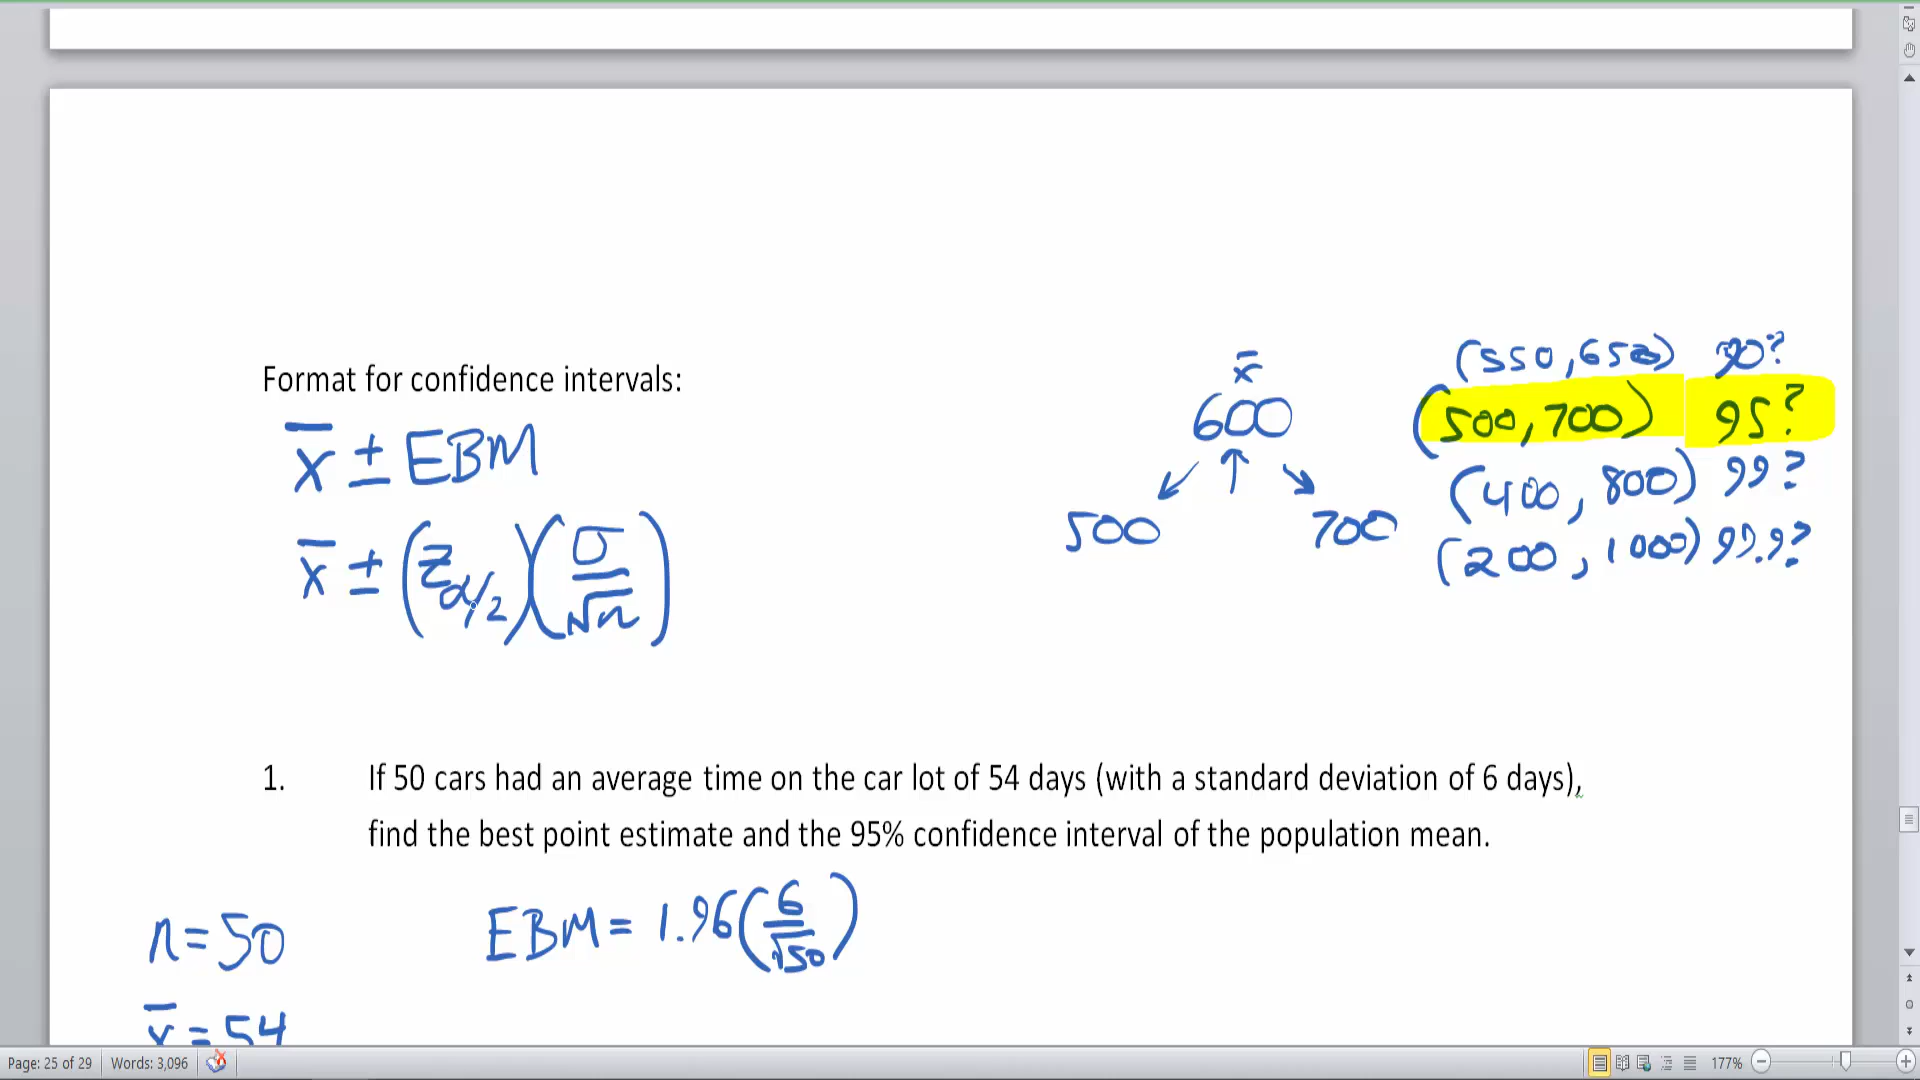 Format for confidence intervals:
x̄ ± EBM
x̄ ± (z α/2)(σ/√n)
x̄
600
500 700
(550, 650) 90?
(500, 700) 95?
(400, 800) 99?
(200, 1000) 99.9?
1. If 50 cars had an average time on the car lot of 54 days (with a standard deviation of 6 days),
find the best point estimate and the 95% confidence interval of the population mean.
n = 50 EBM = 1.96(6/√50)
x̄ = 54
Page: 25 of 29 Words: 3,096 177%